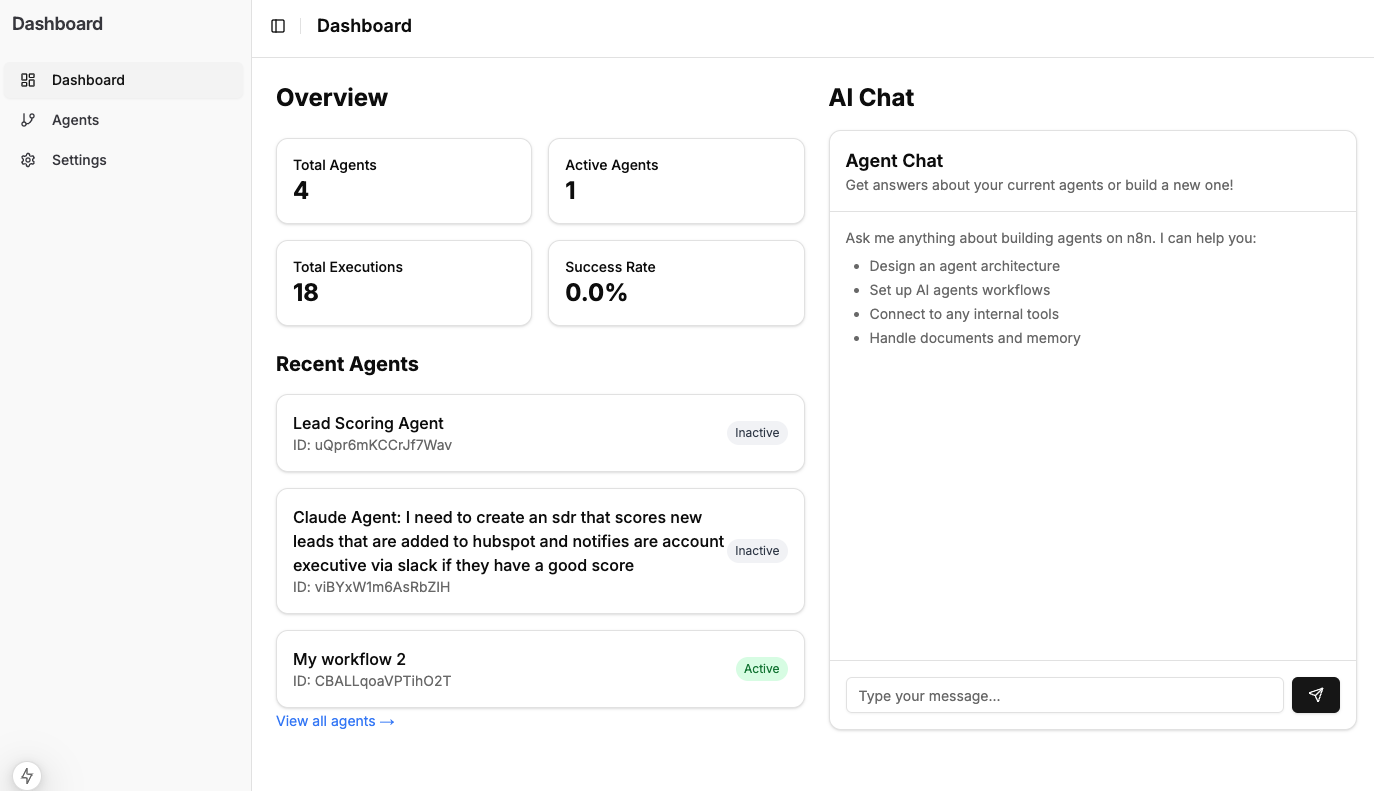 Dashboard
Dashboard
Agents
Settings
Dashboard
Overview
Total Agents
4
Active Agents
1
Total Executions
18
Success Rate
0.0%
Recent Agents
Lead Scoring Agent
ID: uQpr6mKCCrJf7Wav
Inactive
Claude Agent: I need to create an sdr that scores new
leads that are added to hubspot and notifies are account
executive via slack if they have a good score
ID: viBYxW1m6AsRbZIH
Inactive
My workflow 2
ID: CBALLqoaVPTihO2T
Active
View all agents →
AI Chat
Agent Chat
Get answers about your current agents or build a new one!
Ask me anything about building agents on n8n. I can help you:
• Design an agent architecture
• Set up AI agents workflows
• Connect to any internal tools
• Handle documents and memory
Type your message...